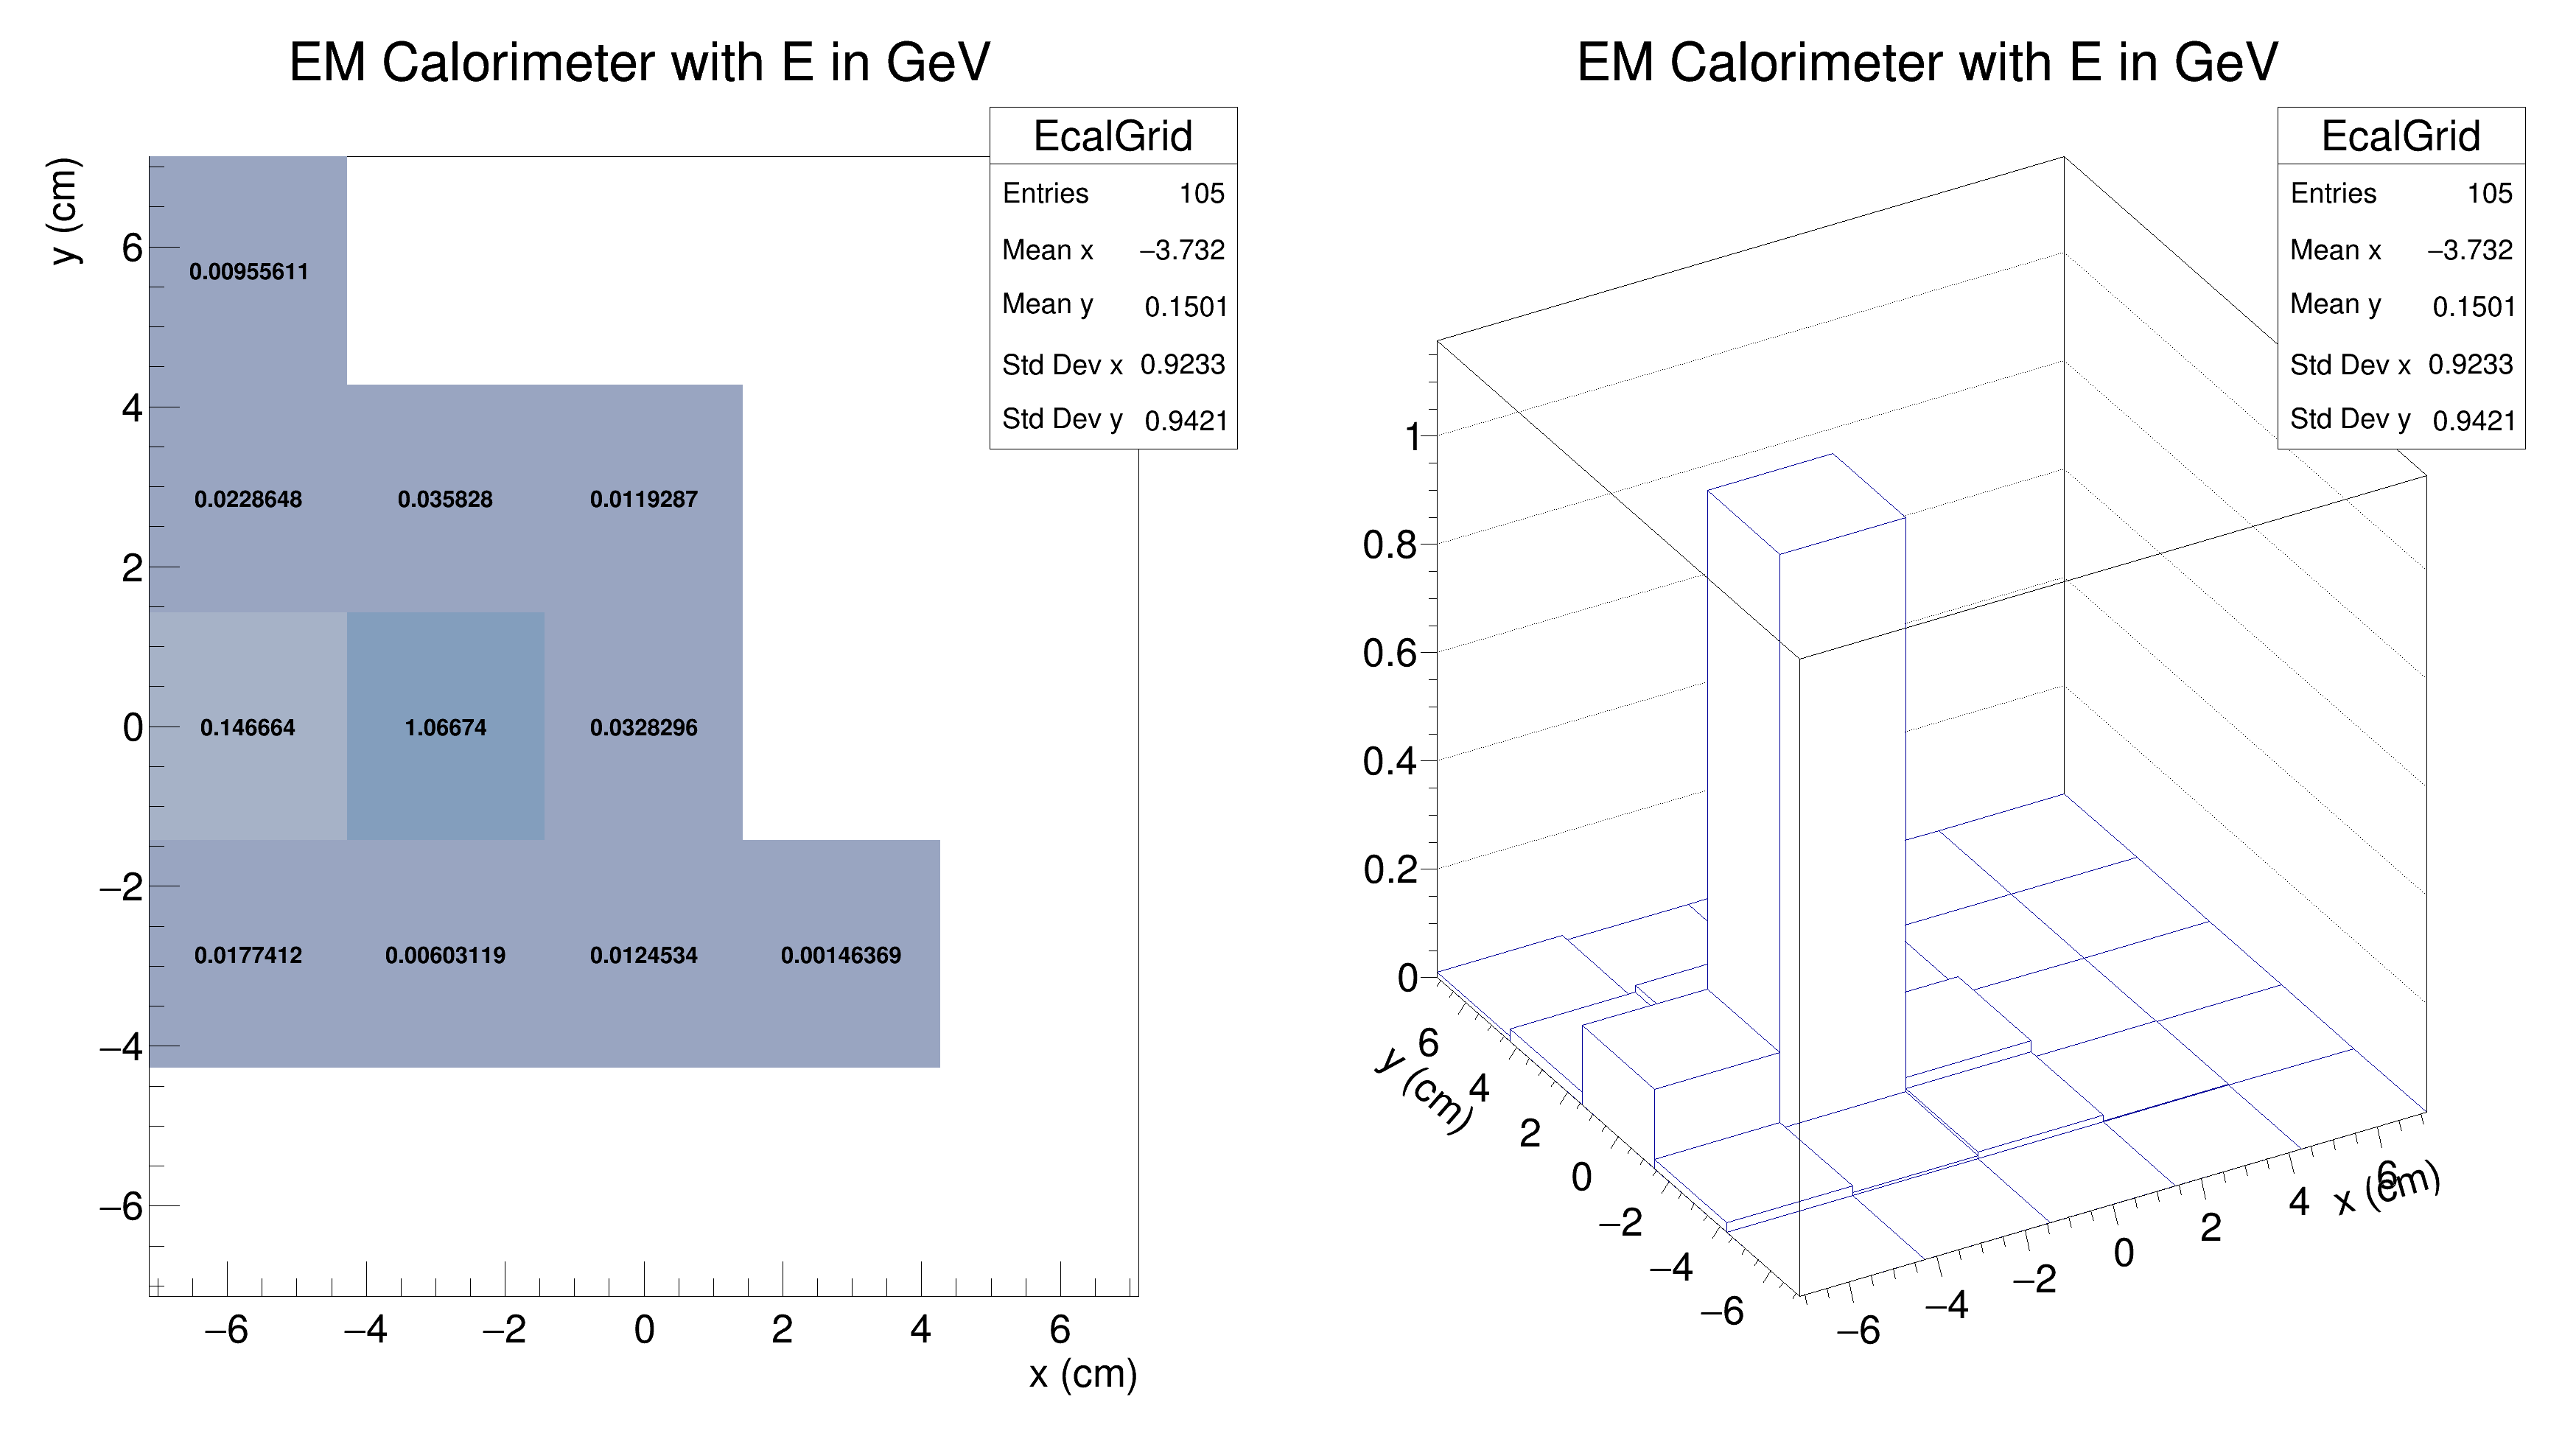 EM Calorimeter with E in GeV
EcalGrid
Entries 105
Mean x −3.732
Mean y 0.1501
Std Dev x 0.9233
Std Dev y 0.9421
y (cm)
6
4
2
0
−2
−4
−6
0.00955611
0.0228648 0.035828 0.0119287
0.146664 1.06674 0.0328296
0.0177412 0.00603119 0.0124534 0.00146369
−6 −4 −2 0 2 4 6
x (cm)
EM Calorimeter with E in GeV
EcalGrid
Entries 105
Mean x −3.732
Mean y 0.1501
Std Dev x 0.9233
Std Dev y 0.9421
1
0.8
0.6
0.4
0.2
0
6
4
2
0
−2
−4
−6
y (cm)
−6 −4 −2 0 2 4 6
x (cm)